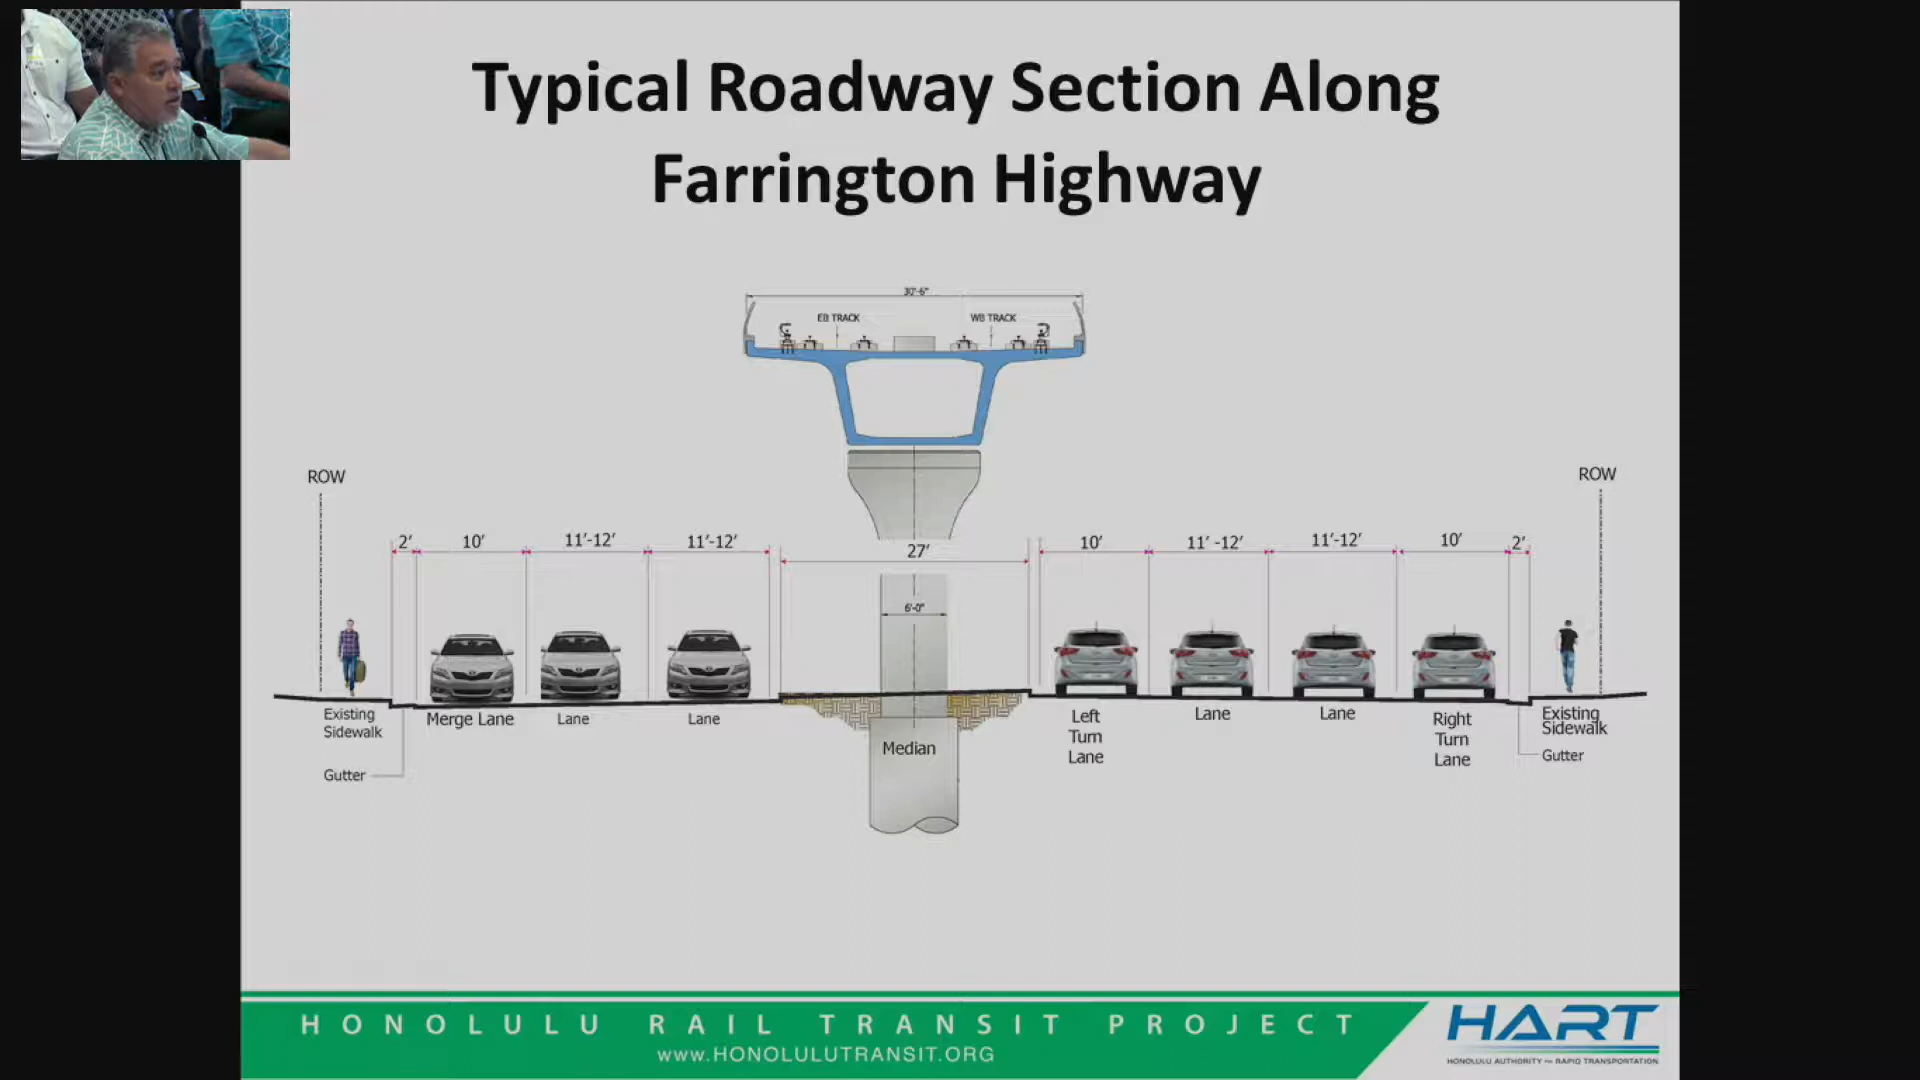 Typical Roadway Section Along
Farrington Highway
30'-6"
EB TRACK
WB TRACK
ROW
ROW
2'
10'
11'-12'
11'-12'
27'
10'
11' -12'
11'-12'
10'
2'
6'-0"
Existing
Sidewalk
Gutter
Merge Lane
Lane
Lane
Median
Left
Turn
Lane
Lane
Lane
Right
Turn
Lane
Existing
Sidewalk
Gutter
HONOLULU RAIL TRANSIT PROJECT
WWW.HONOLULUTRANSIT.ORG
HART
HONOLULU AUTHORITY FOR RAPID TRANSPORTATION